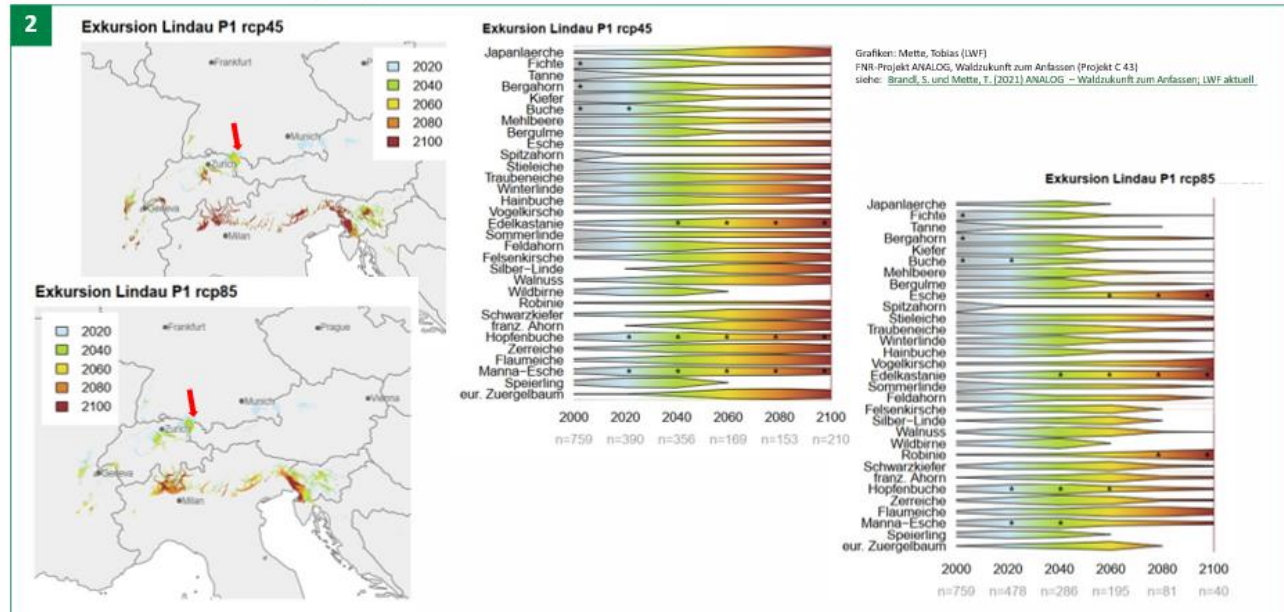 2
Exkursion Lindau P1 rcp45
Frankfurt
Munich
Zurich
Geneva
Milan
2020
2040
2060
2080
2100
Exkursion Lindau P1 rcp85
2020
2040
2060
2080
2100
Frankfurt
Prague
Munich
Vienna
Zurich
Geneva
Milan
Exkursion Lindau P1 rcp45
Japanlaerche
Fichte
Tanne
Bergahorn
Kiefer
Buche
Mehlbeere
Bergulme
Esche
Spitzahorn
Stieleiche
Traubeneiche
Winterlinde
Hainbuche
Vogelkirsche
Edelkastanie
Sommerlinde
Feldahorn
Felsenkirsche
Silber-Linde
Walnuss
Wildbirne
Robinie
Schwarzkiefer
franz. Ahorn
Hopfenbuche
Zerreiche
Flaumeiche
Manna-Esche
Speierling
eur. Zuergelbaum
2000 2020 2040 2060 2080 2100
n=759 n=390 n=356 n=169 n=153 n=210
Grafiken: Mette, Tobias (LWF)
FNR-Projekt ANALOG, Waldzukunft zum Anfassen (Projekt C 43)
siehe: Brandl, S. und Mette, T. (2021) ANALOG – Waldzukunft zum Anfassen; LWF aktuell
Exkursion Lindau P1 rcp85
Japanlaerche
Fichte
Tanne
Bergahorn
Kiefer
Buche
Mehlbeere
Bergulme
Esche
Spitzahorn
Stieleiche
Traubeneiche
Winterlinde
Hainbuche
Vogelkirsche
Edelkastanie
Sommerlinde
Feldahorn
Felsenkirsche
Silber-Linde
Walnuss
Wildbirne
Robinie
Schwarzkiefer
franz. Ahorn
Hopfenbuche
Zerreiche
Flaumeiche
Manna-Esche
Speierling
eur. Zuergelbaum
2000 2020 2040 2060 2080 2100
n=759 n=478 n=286 n=195 n=81 n=40